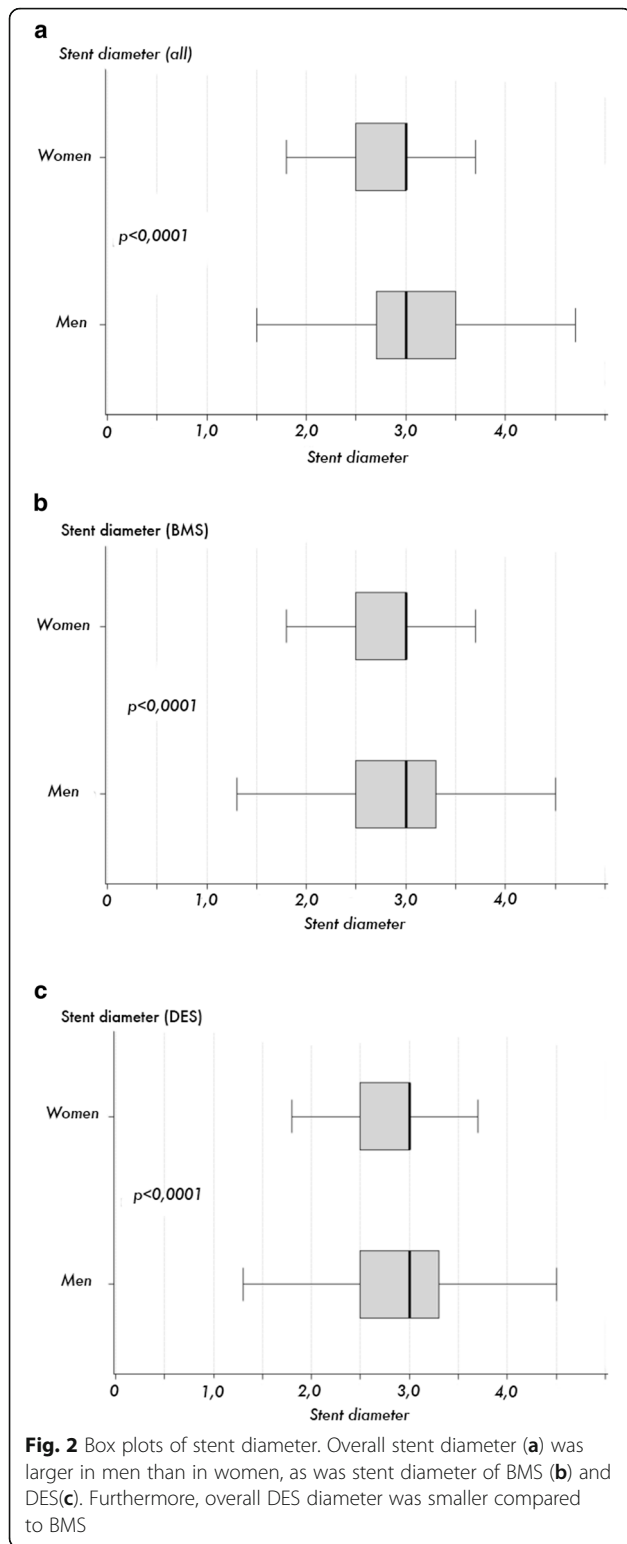 a
Stent diameter (all)
Women
p<0,0001
Men
0 1,0 2,0 3,0 4,0
Stent diameter
b
Stent diameter (BMS)
Women
p<0,0001
Men
0 1,0 2,0 3,0 4,0
Stent diameter
c
Stent diameter (DES)
Women
p<0,0001
Men
0 1,0 2,0 3,0 4,0
Stent diameter
Fig. 2 Box plots of stent diameter. Overall stent diameter (a) was
larger in men than in women, as was stent diameter of BMS (b) and
DES(c). Furthermore, overall DES diameter was smaller compared
to BMS